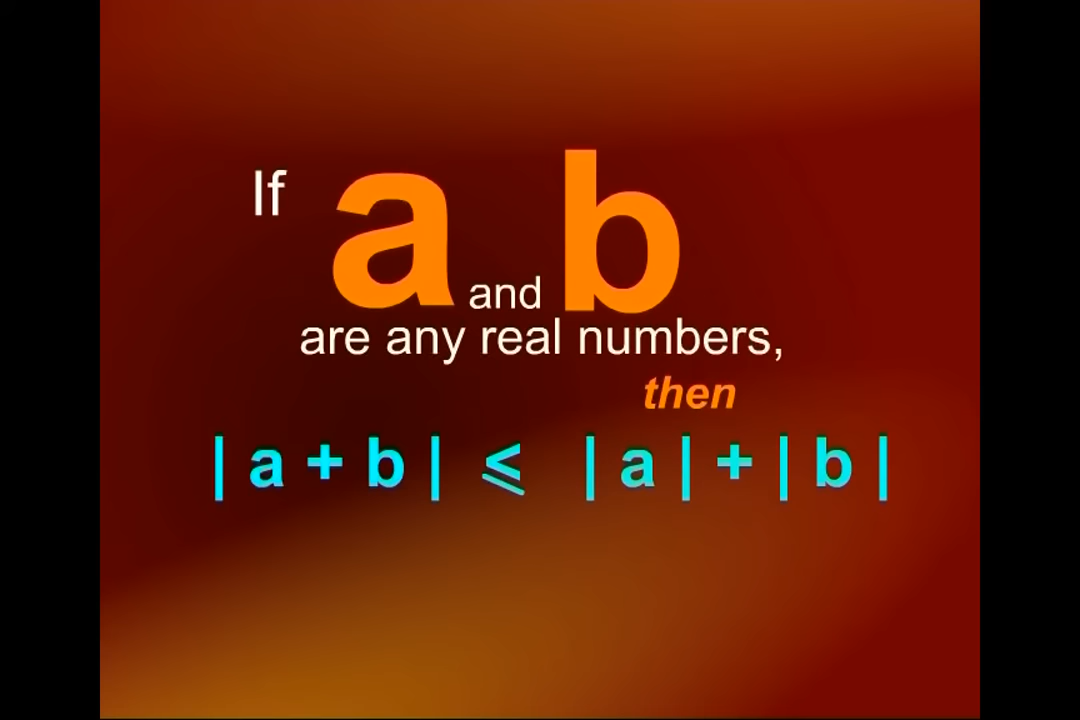 If a and b
are any real numbers,
then
| a + b | ⩽ | a | + | b |